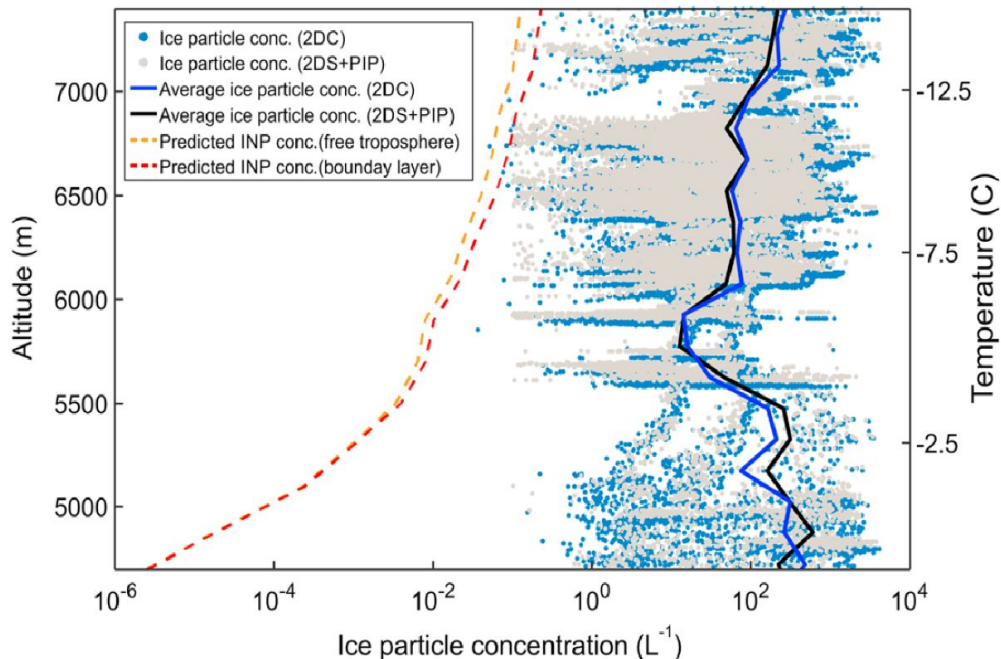 Ice particle conc. (2DC)
Ice particle conc. (2DS+PIP)
Average ice particle conc. (2DC)
Average ice particle conc. (2DS+PIP)
Predicted INP conc.(free troposphere)
Predicted INP conc.(bounday layer)
7000
6500
6000
5500
5000
Altitude (m)
-12.5
-7.5
-2.5
Temperature (C)
10⁻⁶
10⁻⁴
10⁻²
10⁰
10²
10⁴
Ice particle concentration (L⁻¹)